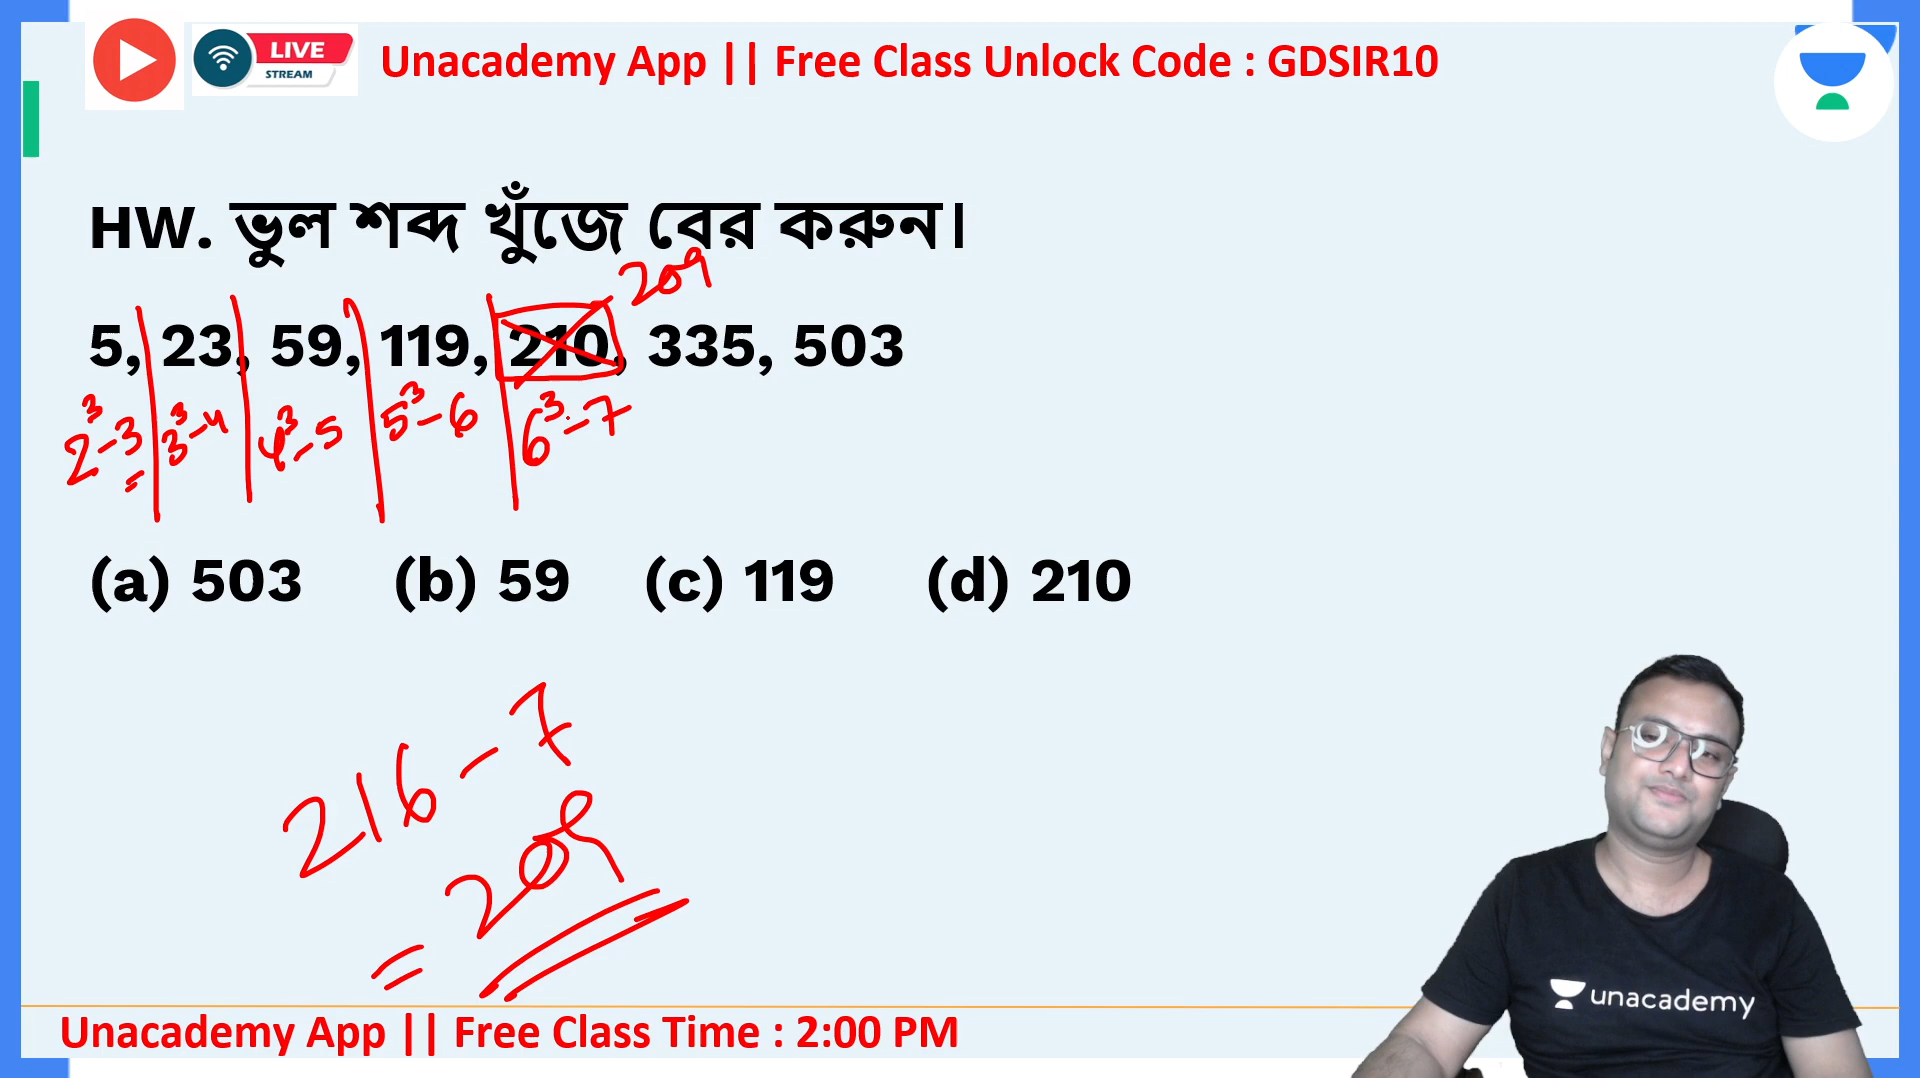 LIVE
STREAM
Unacademy App || Free Class Unlock Code : GDSIR10
HW. ভুল শব্দ খুঁজে বের করুন।
209
5, 23, 59, 119, 210, 335, 503
2³-3 3³-4 4³-5 5³-6 6³-7
(a) 503 (b) 59 (c) 119 (d) 210
216-7
= 209
unacademy
Unacademy App || Free Class Time : 2:00 PM